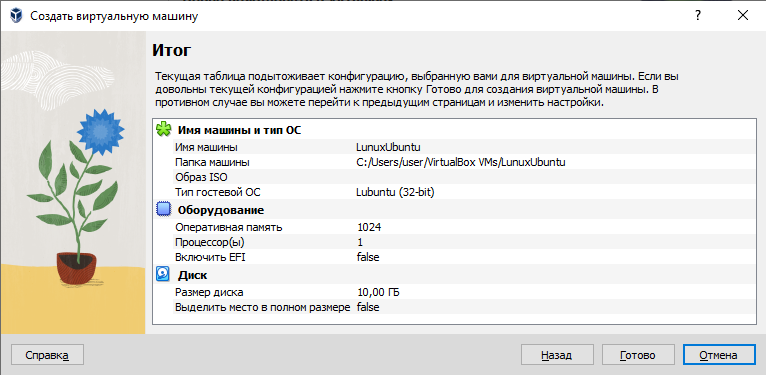 Создать виртуальную машину
Итог
Текущая таблица подытоживает конфигурацию, выбранную вами для виртуальной машины. Если вы
довольны текущей конфигурацией нажмите кнопку Готово для создания виртуальной машины. В
противном случае вы можете перейти к предыдущим страницам и изменить настройки.
Имя машины и тип ОС
Имя машины LunuxUbuntu
Папка машины C:/Users/user/VirtualBox VMs/LunuxUbuntu
Образ ISO
Тип гостевой ОС Lubuntu (32-bit)
Оборудование
Оперативная память 1024
Процессор(ы) 1
Включить EFI false
Диск
Размер диска 10,00 ГБ
Выделить место в полном размере false
Справка Назад Готово Отмена